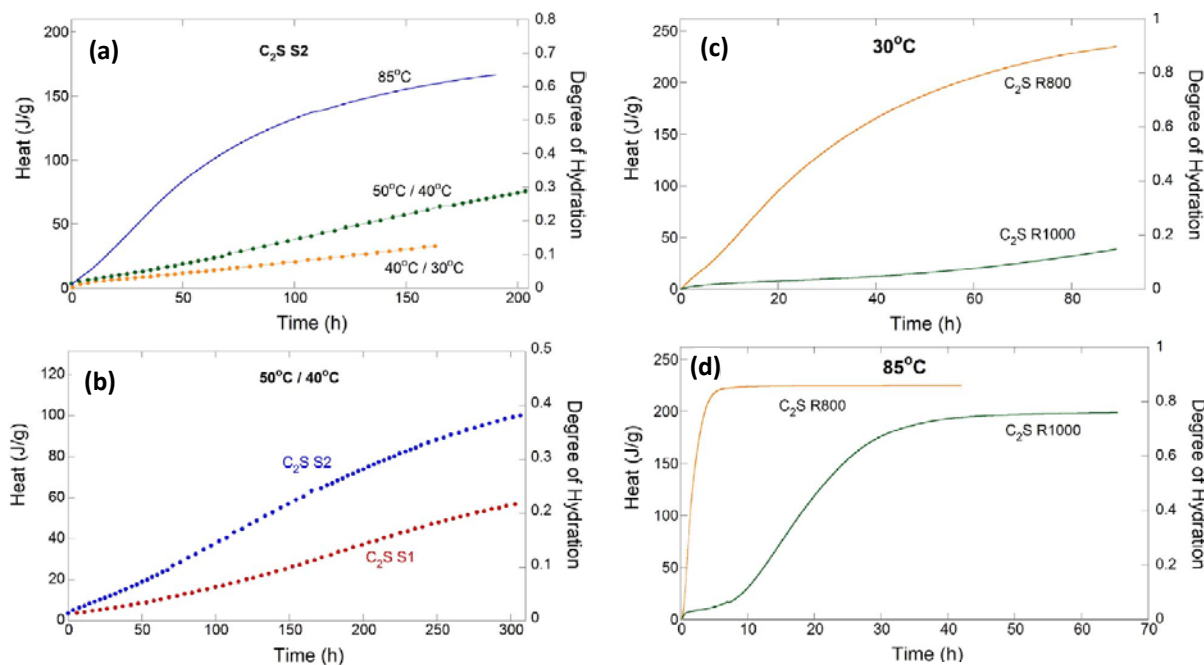 (a)
C₂S S2
85°C
50°C / 40°C
40°C / 30°C
Heat (J/g)
200
150
100
50
0
0 50 100 150 200
Time (h)
0.8
0.7
0.6
0.5
0.4
0.3
0.2
0.1
0
Degree of Hydration
(c)
30°C
C₂S R800
C₂S R1000
Heat (J/g)
250
200
150
100
50
0
0 20 40 60 80
Time (h)
1
0.8
0.6
0.4
0.2
0
Degree of Hydration
(b)
50°C / 40°C
C₂S S2
C₂S S1
Heat (J/g)
120
100
80
60
40
20
0
0 50 100 150 200 250 300
Time (h)
0.5
0.4
0.3
0.2
0.1
0
Degree of Hydration
(d)
85°C
C₂S R800
C₂S R1000
Heat (J/g)
250
200
150
100
50
0
0 10 20 30 40 50 60 70
Time (h)
1
0.8
0.6
0.4
0.2
0
Degree of Hydration